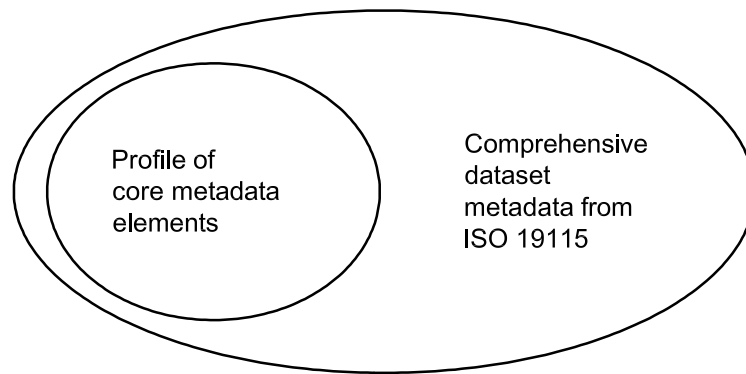 Profile of
core metadata
elements
Comprehensive
dataset
metadata from
ISO 19115